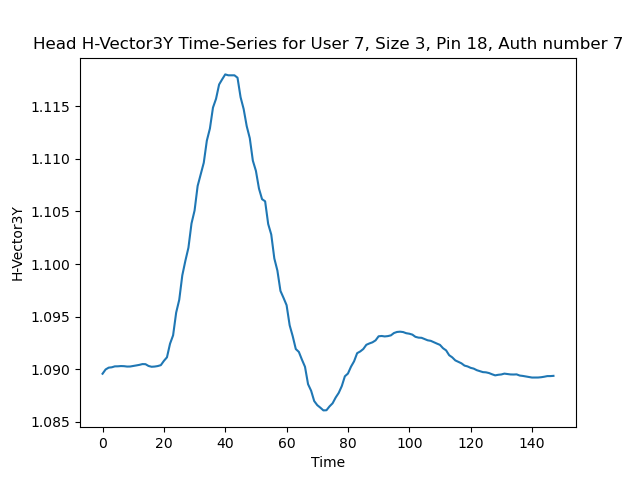 Head H-Vector3Y Time-Series for User 7, Size 3, Pin 18, Auth number 7
1.115
1.110
1.105
1.100
1.095
1.090
1.085
H-Vector3Y
0 20 40 60 80 100 120 140
Time